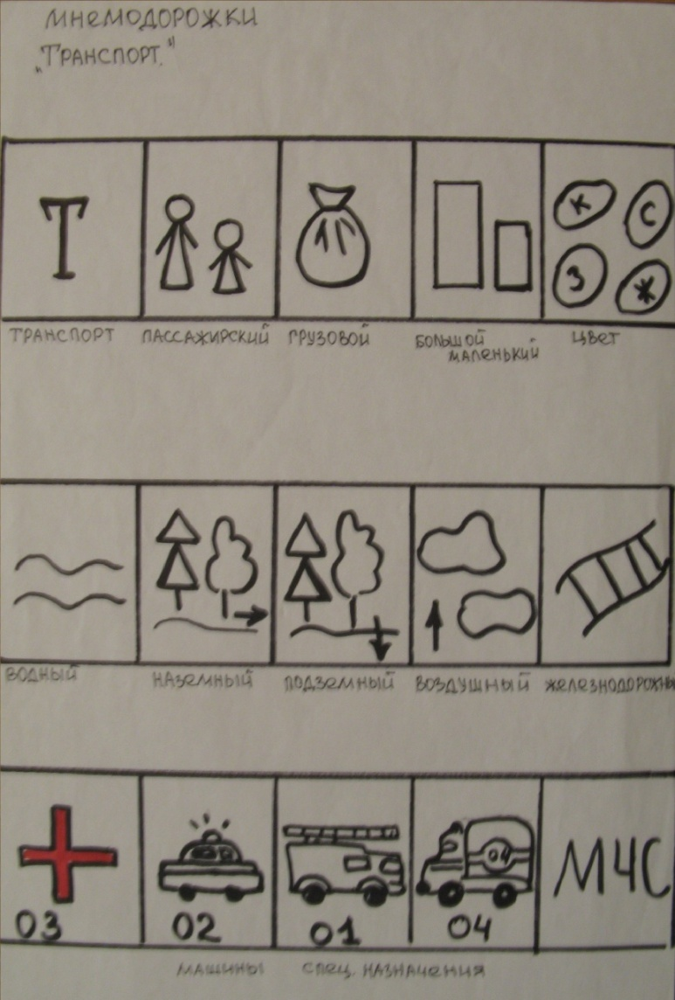 мнемодорожки
"Транспорт."
Т
К С
З Ж
ТРАНСПОРТ ПАССАЖИРСКИЙ ГРУЗОВОЙ БОЛЬШОЙ ЦВЕТ
маленький
ВОДНЫЙ НАЗЕМНЫЙ ПОДЗЕМНЫЙ ВОЗДУШНЫЙ ЖЕЛЕЗНОДОРОЖНЫ
04
МЧС
03 02 01 04
МАШИНЫ СПЕЦ. НАЗНАЧЕНИЯ